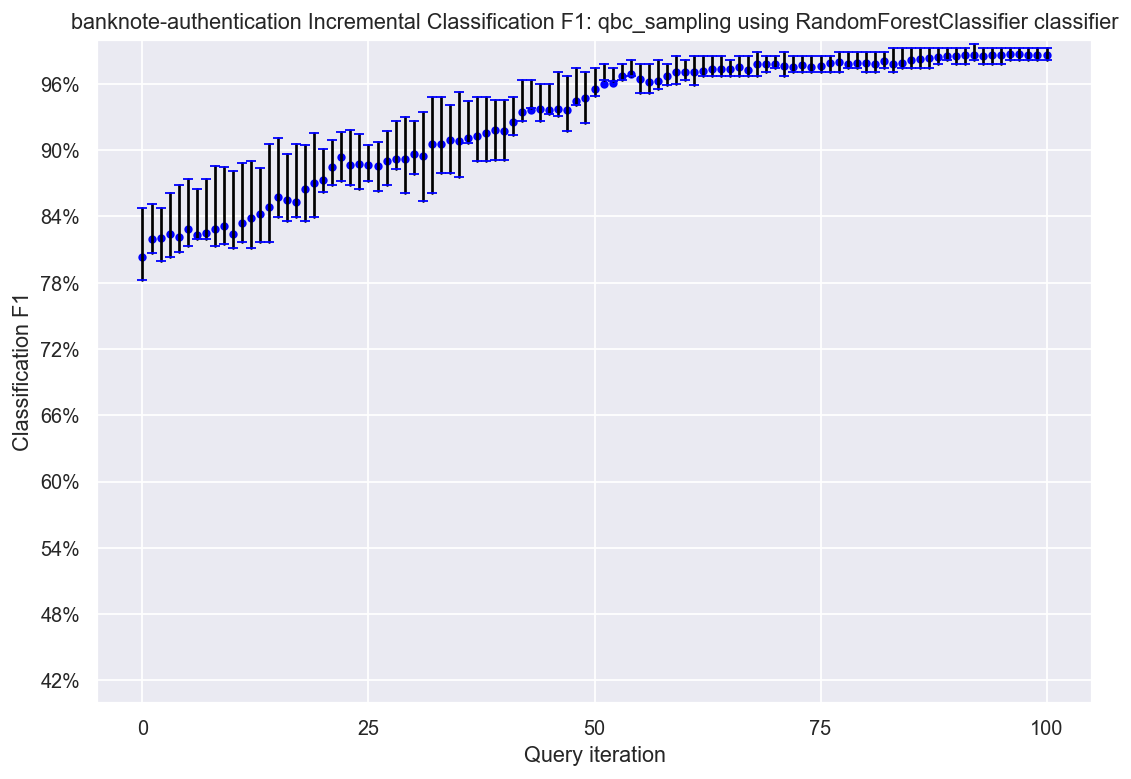 banknote-authentication Incremental Classification F1: qbc_sampling using RandomForestClassifier classifier
96%
90%
84%
78%
72%
66%
60%
54%
48%
42%
Classification F1
0 25 50 75 100
Query iteration